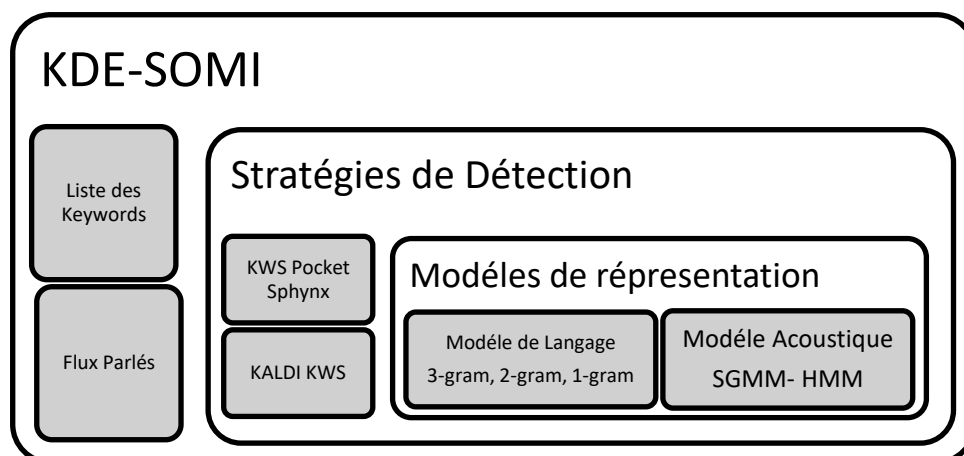 KDE-SOMI
Liste des
Keywords
Flux Parlés
Stratégies de Détection
KWS Pocket
Sphynx
KALDI KWS
Modéles de répresentation
Modéle de Langage
3-gram, 2-gram, 1-gram
Modéle Acoustique
SGMM- HMM